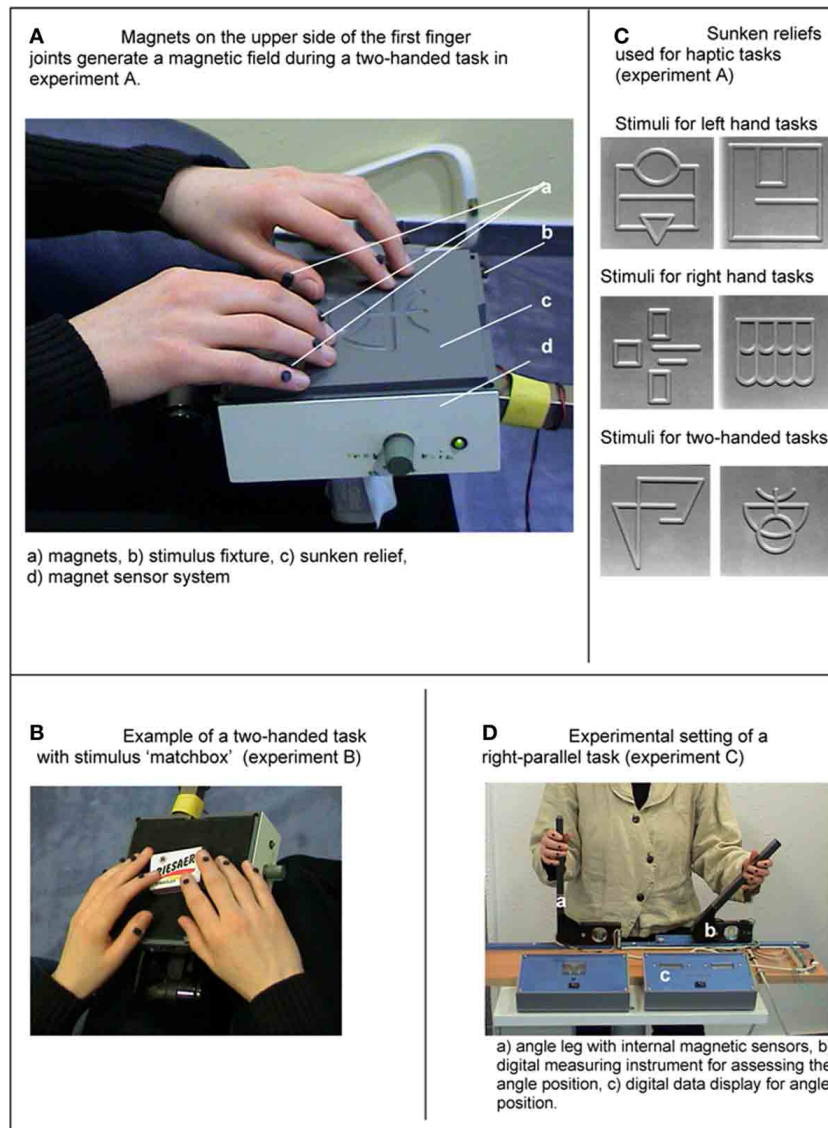 A Magnets on the upper side of the first finger
joints generate a magnetic field during a two-handed task in
experiment A.
a
b
c
d
a) magnets, b) stimulus fixture, c) sunken relief,
d) magnet sensor system
C Sunken reliefs
used for haptic tasks
(experiment A)
Stimuli for left hand tasks
Stimuli for right hand tasks
Stimuli for two-handed tasks
B Example of a two-handed task
with stimulus 'matchbox' (experiment B)
RIESAER
D Experimental setting of a
right-parallel task (experiment C)
a
b
c
a) angle leg with internal magnetic sensors, b
digital measuring instrument for assessing the
angle position, c) digital data display for angle
position.